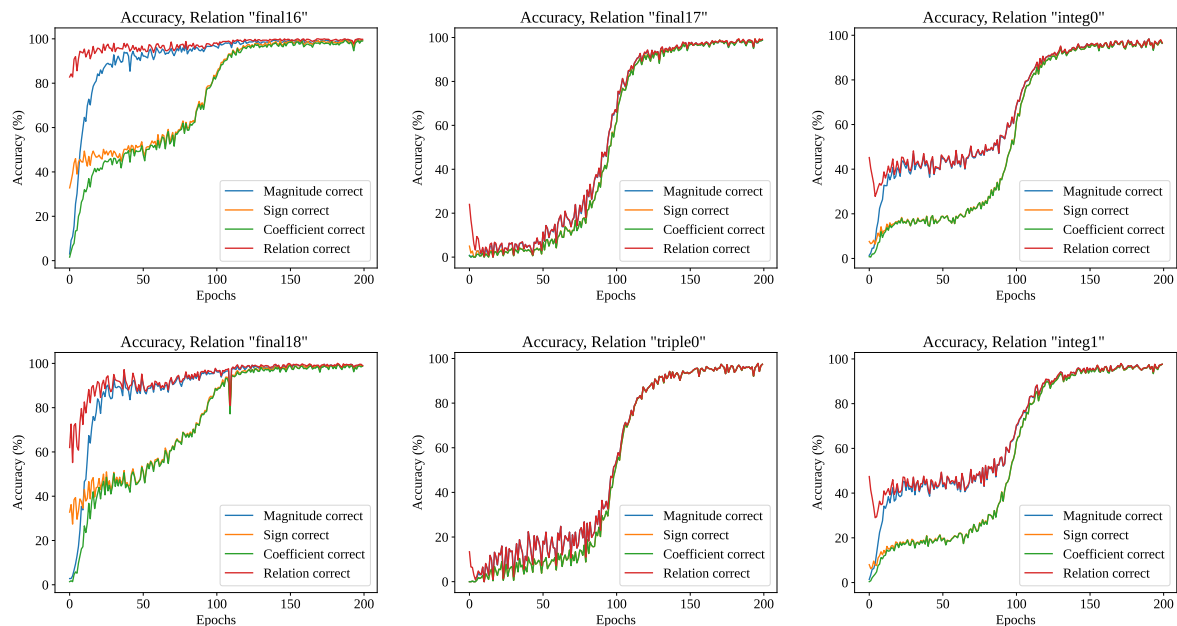 Accuracy, Relation "final16"
100
80
60
40
20
0
Accuracy (%)
Magnitude correct
Sign correct
Coefficient correct
Relation correct
0 50 100 150 200
Epochs
Accuracy, Relation "final17"
100
80
60
40
20
0
Accuracy (%)
Magnitude correct
Sign correct
Coefficient correct
Relation correct
0 50 100 150 200
Epochs
Accuracy, Relation "integ0"
100
80
60
40
20
0
Accuracy (%)
Magnitude correct
Sign correct
Coefficient correct
Relation correct
0 50 100 150 200
Epochs
Accuracy, Relation "final18"
100
80
60
40
20
0
Accuracy (%)
Magnitude correct
Sign correct
Coefficient correct
Relation correct
0 50 100 150 200
Epochs
Accuracy, Relation "triple0"
100
80
60
40
20
0
Accuracy (%)
Magnitude correct
Sign correct
Coefficient correct
Relation correct
0 50 100 150 200
Epochs
Accuracy, Relation "integ1"
100
80
60
40
20
0
Accuracy (%)
Magnitude correct
Sign correct
Coefficient correct
Relation correct
0 50 100 150 200
Epochs